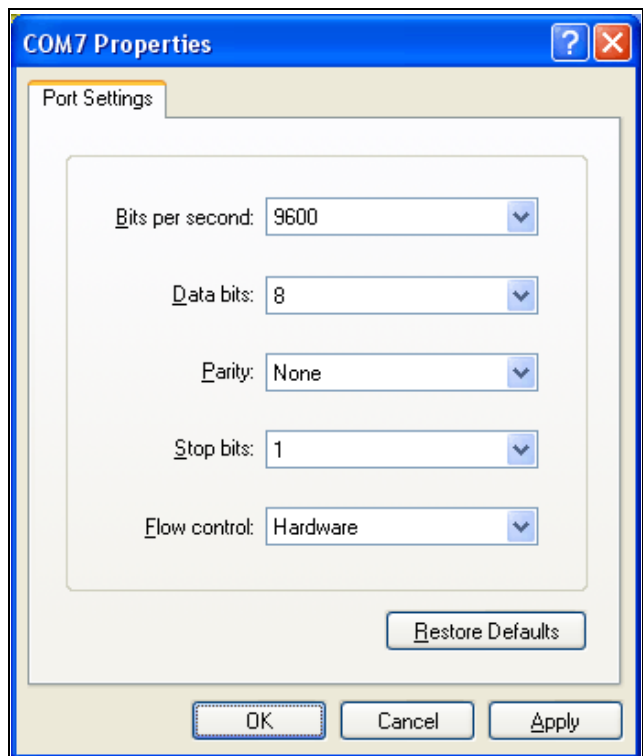 COM7 Properties
Port Settings
Bits per second: 9600
Data bits: 8
Parity: None
Stop bits: 1
Flow control: Hardware
Restore Defaults
OK Cancel Apply